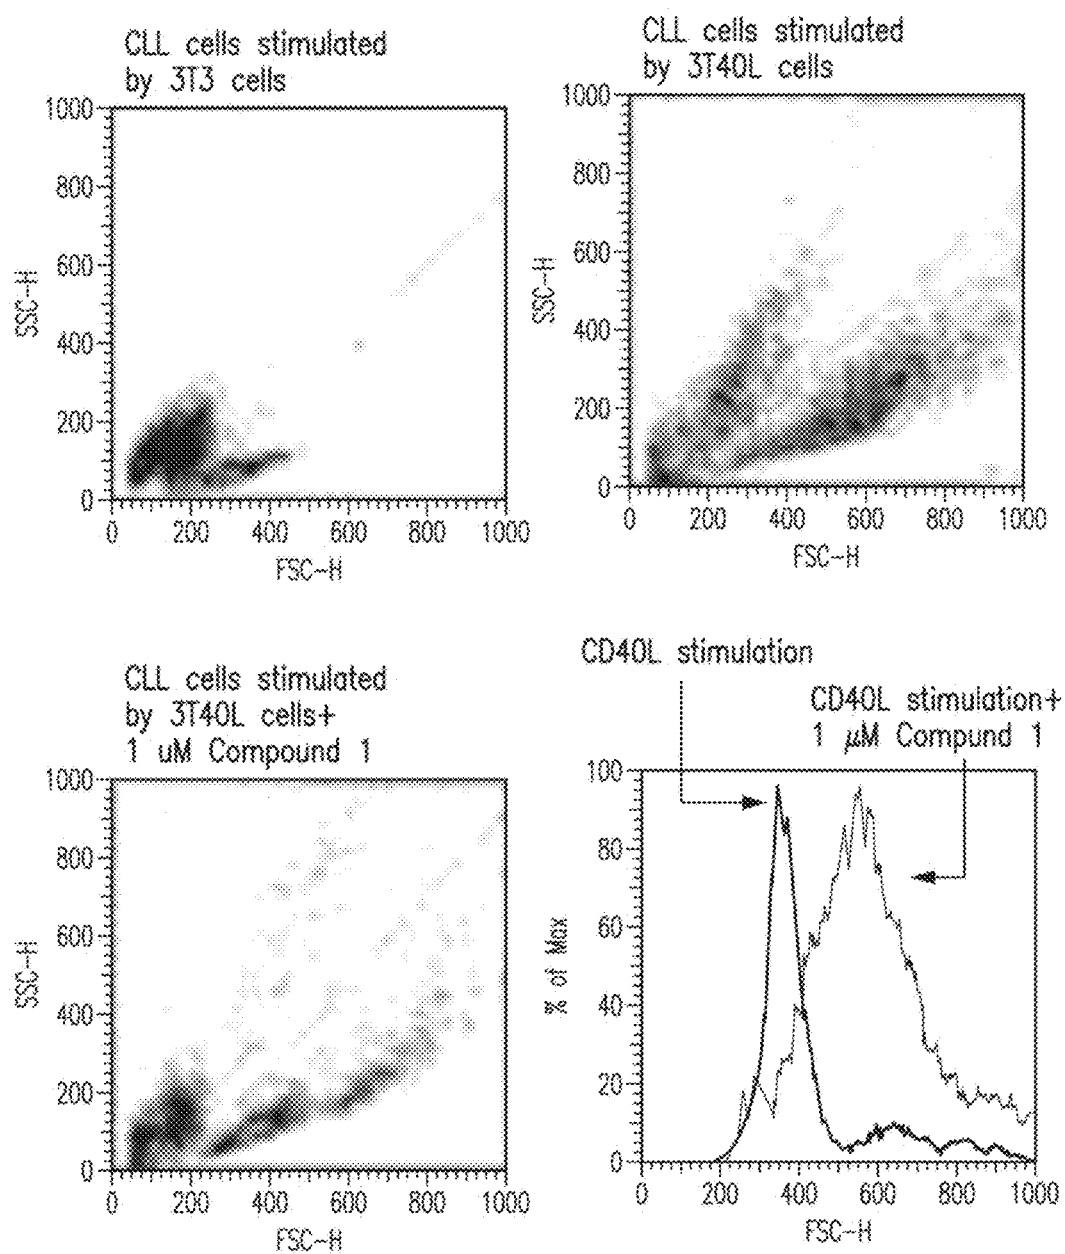 CLL cells stimulated
by 3T3 cells
1000
800
600
400
200
0
SSC-H
0 200 400 600 800 1000
FSC-H
CLL cells stimulated
by 3T40L cells
1000
800
600
400
200
0
SSC-H
0 200 400 600 800 1000
FSC-H
CLL cells stimulated
by 3T40L cells+
1 uM Compound 1
1000
800
600
400
200
0
SSC-H
0 200 400 600 800 1000
FSC-H
CD40L stimulation
CD40L stimulation+
1 μM Compund 1
100
80
60
40
20
0
% of Max
0 200 400 600 800 1000
FSC-H